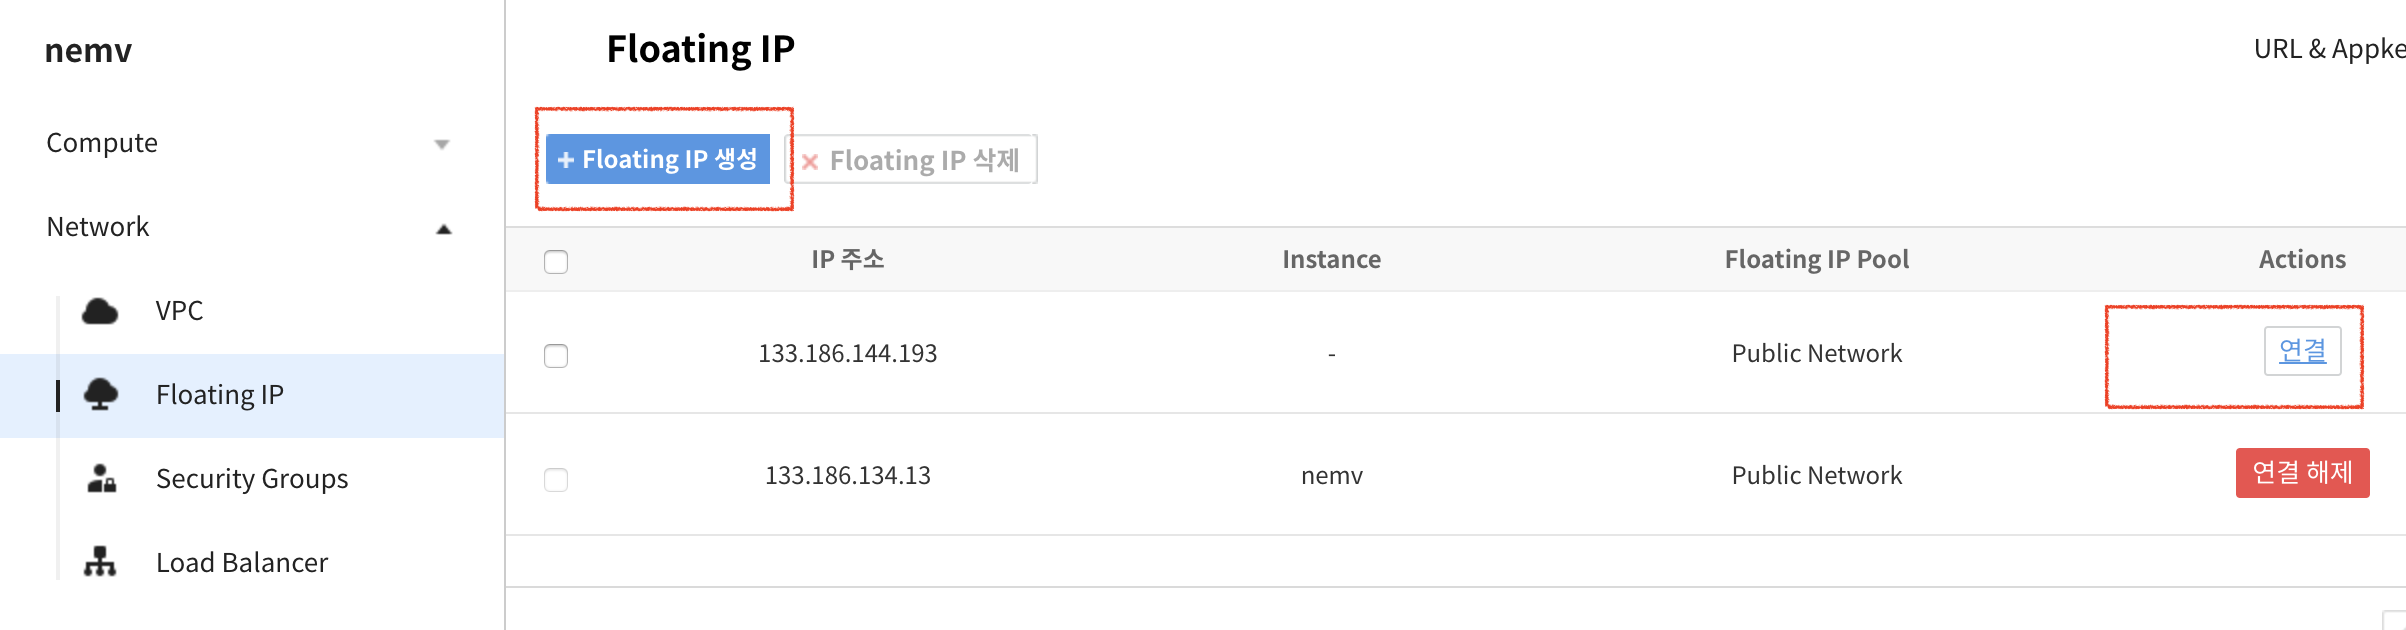 nemv
Compute
Network
VPC
Floating IP
Security Groups
Load Balancer
Floating IP
URL & Appke
+ Floating IP 생성
× Floating IP 삭제
IP 주소 Instance Floating IP Pool Actions
133.186.144.193 - Public Network 연결
133.186.134.13 nemv Public Network 연결 해제